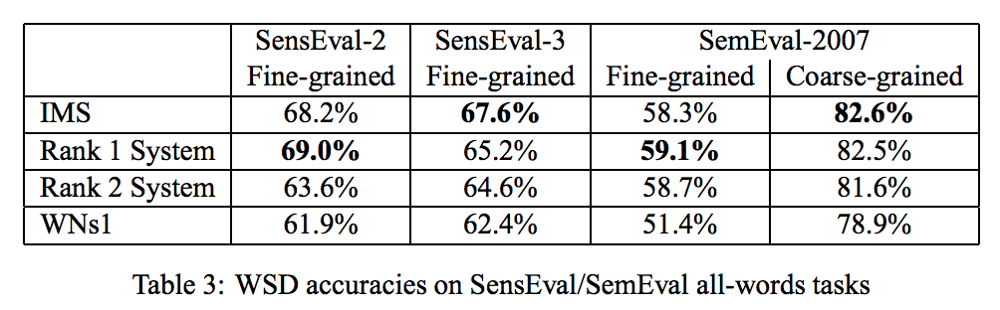 SensEval-2 SensEval-3 SemEval-2007
Fine-grained Fine-grained Fine-grained Coarse-grained
IMS 68.2% 67.6% 58.3% 82.6%
Rank 1 System 69.0% 65.2% 59.1% 82.5%
Rank 2 System 63.6% 64.6% 58.7% 81.6%
WNs1 61.9% 62.4% 51.4% 78.9%
Table 3: WSD accuracies on SensEval/SemEval all-words tasks